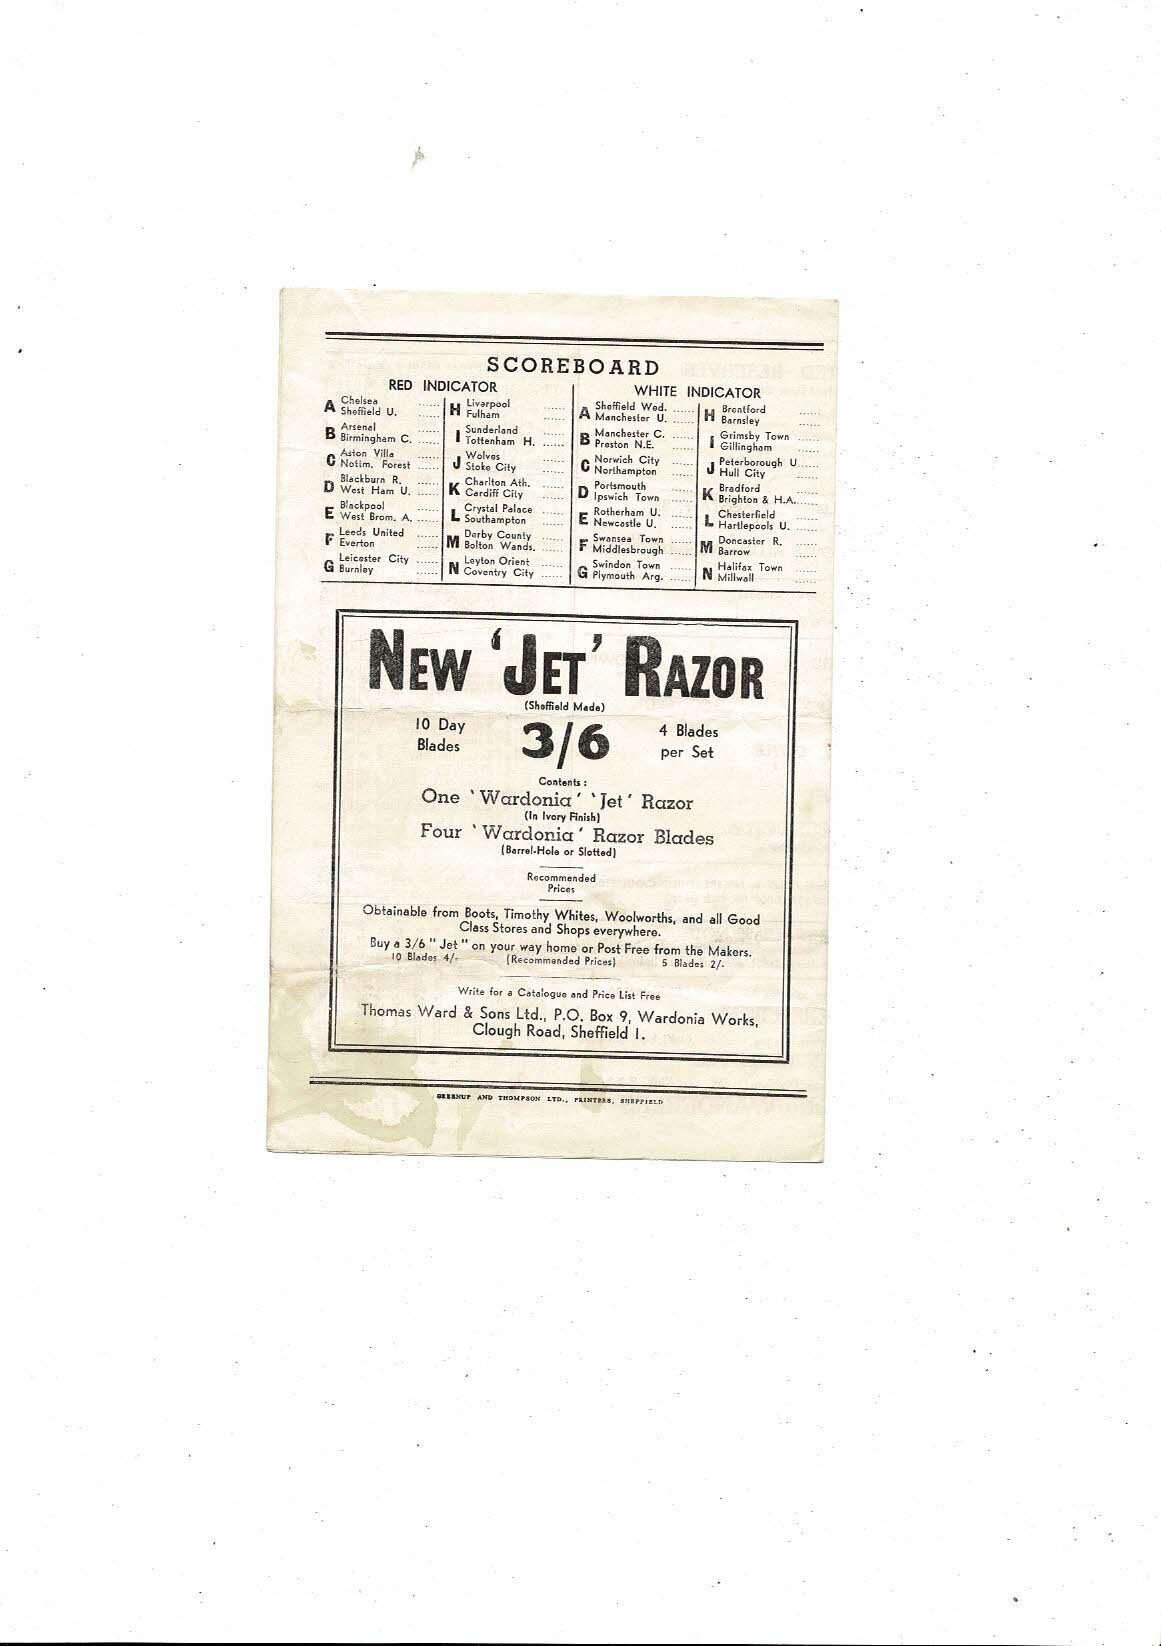 SCOREBOARD
RED INDICATOR
A Chelsea ......
Sheffield U. ......
B Arsenal ......
Birmingham C. ......
C Aston Villa ......
Nottm. Forest ......
D Blackburn R. ......
West Ham U. ......
E Blackpool ......
West Brom. A. ......
F Leeds United ......
Everton ......
G Leicester City ......
Burnley ......
H Liverpool ......
Fulham ......
I Sunderland ......
Tottenham H. ......
J Wolves ......
Stoke City ......
K Charlton Ath. ......
Cardiff City ......
L Crystal Palace ......
Southampton ......
M Derby County ......
Bolton Wands. ......
N Leyton Orient ......
Coventry City ......
WHITE INDICATOR
A Sheffield Wed. ......
Manchester U. ......
B Manchester C. ......
Preston N.E. ......
C Norwich City ......
Northampton ......
D Portsmouth ......
Ipswich Town ......
E Rotherham U. ......
Newcastle U. ......
F Swansea Town ......
Middlesbrough ......
G Swindon Town ......
Plymouth Arg. ......
H Brentford ......
Barnsley ......
I Grimsby Town ......
Gillingham ......
J Peterborough U......
Hull City ......
K Bradford ......
Brighton & H.A.......
L Chesterfield ......
Hartlepools U. ......
M Doncaster R. ......
Barrow ......
N Halifax Town ......
Millwall ......
NEW 'JET' RAZOR
(Sheffield Made)
10 Day
Blades
3/6
4 Blades
per Set
Contents :
One 'Wardonia' 'Jet' Razor
(In Ivory Finish)
Four 'Wardonia' Razor Blades
(Barrel-Hole or Slotted)
Recommended
Prices
Obtainable from Boots, Timothy Whites, Woolworths, and all Good
Class Stores and Shops everywhere.
Buy a 3/6 "Jet" on your way home or Post Free from the Makers.
10 Blades 4/- (Recommended Prices) 5 Blades 2/-
Write for a Catalogue and Price List Free
Thomas Ward & Sons Ltd., P.O. Box 9, Wardonia Works,
Clough Road, Sheffield 1.
GREENUP AND THOMPSON LTD., PRINTERS, SHEFFIELD